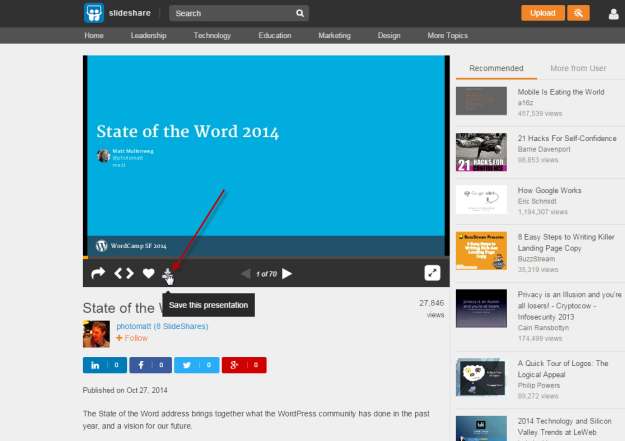 slideshare
Search
Upload
Home Leadership Technology Education Marketing Design More Topics
State of the Word 2014
Matt Mullenweg
@photomatt
ma.tt
WordCamp SF 2014
1 of 70
Save this presentation
State of the W
27,846
views
photomatt (8 SlideShares)
+ Follow
in 0
f 0
0
g+ 0
Published on Oct 27, 2014
The State of the Word address brings together what the WordPress community has done in the past
year, and a vision for our future.
Recommended More from User
Mobile Is Eating the World
a16z
457,539 views
21 HACKS FOR
CONFIDENCE
21 Hacks For Self-Confidence
Barrie Davenport
98,853 views
How Google Works
Eric Schmidt
1,194,307 views
8 Easy Steps to Writing Killer
Landing Page Copy
BuzzStream
35,319 views
Privacy is an Illusion and you're
all losers! - Cryptocow -
Infosecurity 2013
Cain Ransbottyn
174,499 views
A Quick Tour of Logos: The
Logical Appeal
Philip Powers
89,272 views
2014 Technology and Silicon
Valley Trends at LeWeb